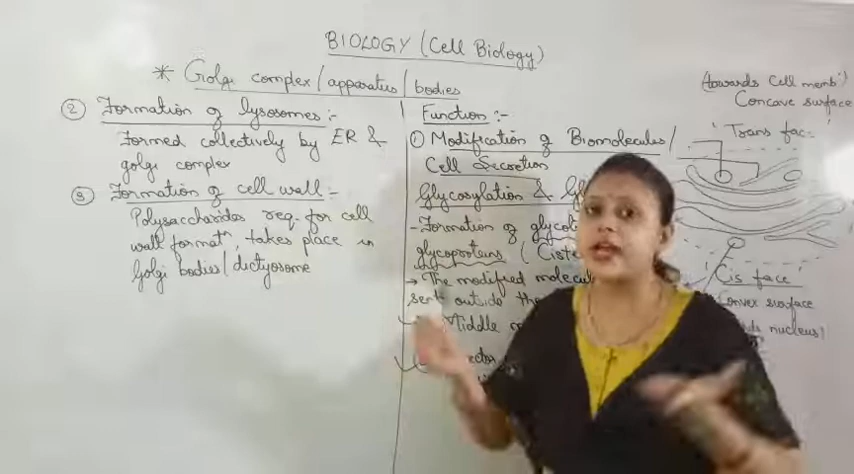 BIOLOGY (Cell Biology)
* Golgi complex/apparatus/bodies
② Formation of lysosomes :-
Formed collectively by ER &
golgi complex
③ Formation of cell wall :-
Polysaccharides req. for cell
wall formatn, takes place in
Golgi bodies/dictyosome
Function :-
① Modification of Biomolecules/
Cell Secretion
Glycosylation &
- Formation of
glycoproteins (
→ The modified
sent outside the
Middle
(towards Cell memb.)
Concave surface
Trans fac
Cis face
Convex surface
nucleus)